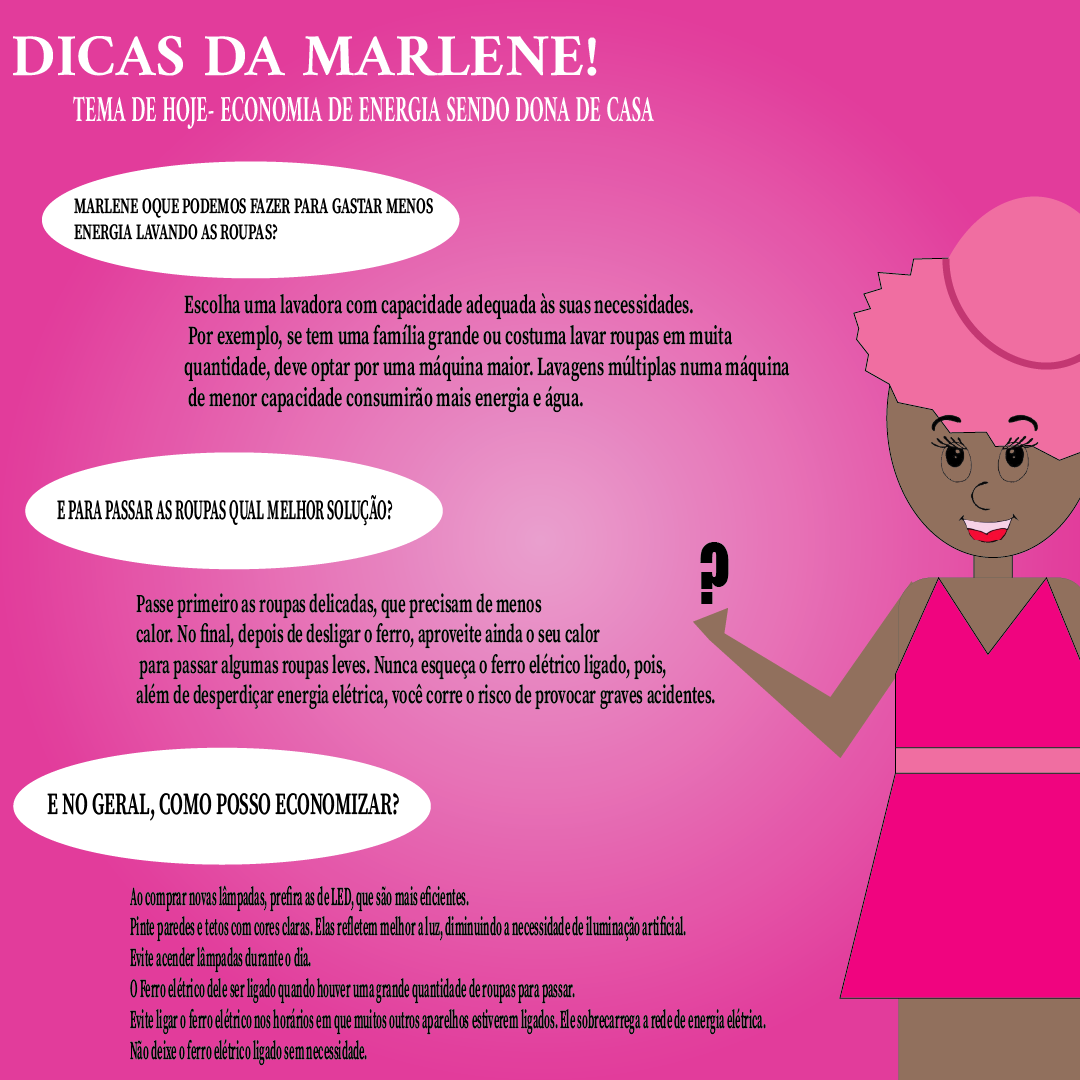 DICAS DA MARLENE!
TEMA DE HOJE- ECONOMIA DE ENERGIA SENDO DONA DE CASA
MARLENE OQUE PODEMOS FAZER PARA GASTAR MENOS
ENERGIA LAVANDO AS ROUPAS?
Escolha uma lavadora com capacidade adequada às suas necessidades.
Por exemplo, se tem uma família grande ou costuma lavar roupas em muita
quantidade, deve optar por uma máquina maior. Lavagens múltiplas numa máquina
de menor capacidade consumirão mais energia e água.
E PARA PASSAR AS ROUPAS QUAL MELHOR SOLUÇÃO?
?
Passe primeiro as roupas delicadas, que precisam de menos
calor. No final, depois de desligar o ferro, aproveite ainda o seu calor
para passar algumas roupas leves. Nunca esqueça o ferro elétrico ligado, pois,
além de desperdiçar energia elétrica, você corre o risco de provocar graves acidentes.
E NO GERAL, COMO POSSO ECONOMIZAR?
Ao comprar novas lâmpadas, prefira as de LED, que são mais eficientes.
Pinte paredes e tetos com cores claras. Elas refletem melhor a luz, diminuindo a necessidade de iluminação artificial.
Evite acender lâmpadas durante o dia.
O Ferro elétrico dele ser ligado quando houver uma grande quantidade de roupas para passar.
Evite ligar o ferro elétrico nos horários em que muitos outros aparelhos estiverem ligados. Ele sobrecarrega a rede de energia elétrica.
Não deixe o ferro elétrico ligado sem necessidade.